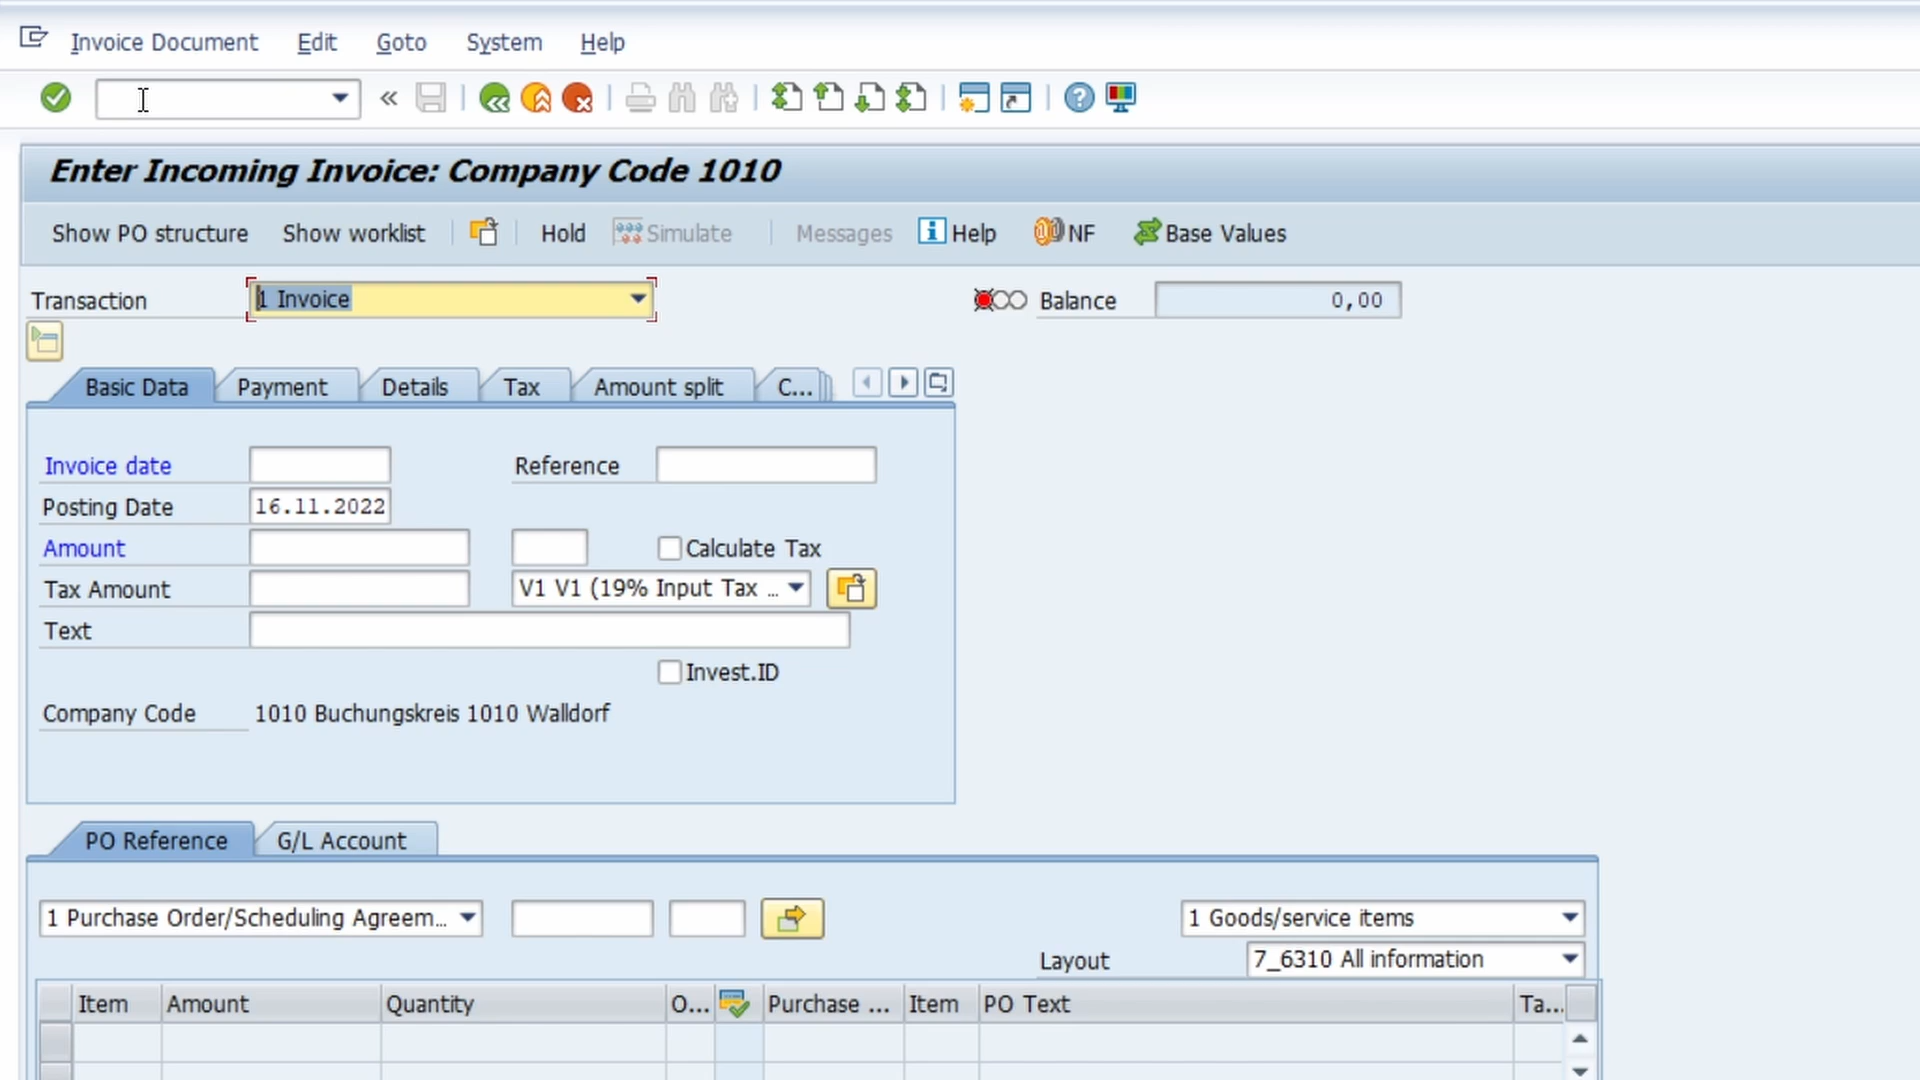 Invoice Document Edit Goto System Help
Enter Incoming Invoice: Company Code 1010
Show PO structure Show worklist Hold Simulate Messages Help NF Base Values
Transaction 1 Invoice Balance 0,00
Basic Data Payment Details Tax Amount split C...
Invoice date Reference
Posting Date 16.11.2022
Amount Calculate Tax
Tax Amount V1 V1 (19% Input Tax ...
Text
Invest.ID
Company Code 1010 Buchungskreis 1010 Walldorf
PO Reference G/L Account
1 Purchase Order/Scheduling Agreem... 1 Goods/service items
Layout 7_6310 All information
Item Amount Quantity O... Purchase ... Item PO Text Ta...